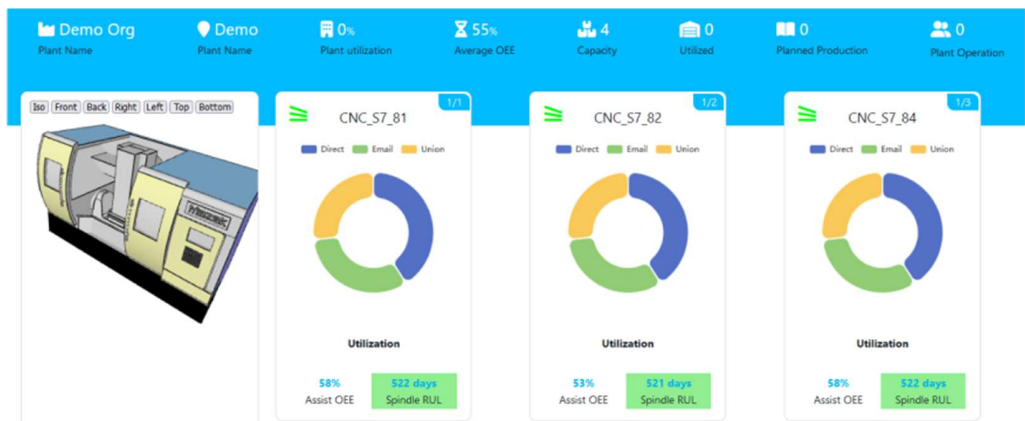 Demo Org
Plant Name
Demo
Plant Name
0%
Plant utilization
55%
Average OEE
4
Capacity
0
Utilized
0
Planned Production
0
Plant Operation
Iso Front Back Right Left Top Bottom
Mazak
1/1
CNC_S7_81
Direct Email Union
Utilization
58%
Assist OEE
522 days
Spindle RUL
1/2
CNC_S7_82
Direct Email Union
Utilization
53%
Assist OEE
521 days
Spindle RUL
1/3
CNC_S7_84
Direct Email Union
Utilization
58%
Assist OEE
522 days
Spindle RUL